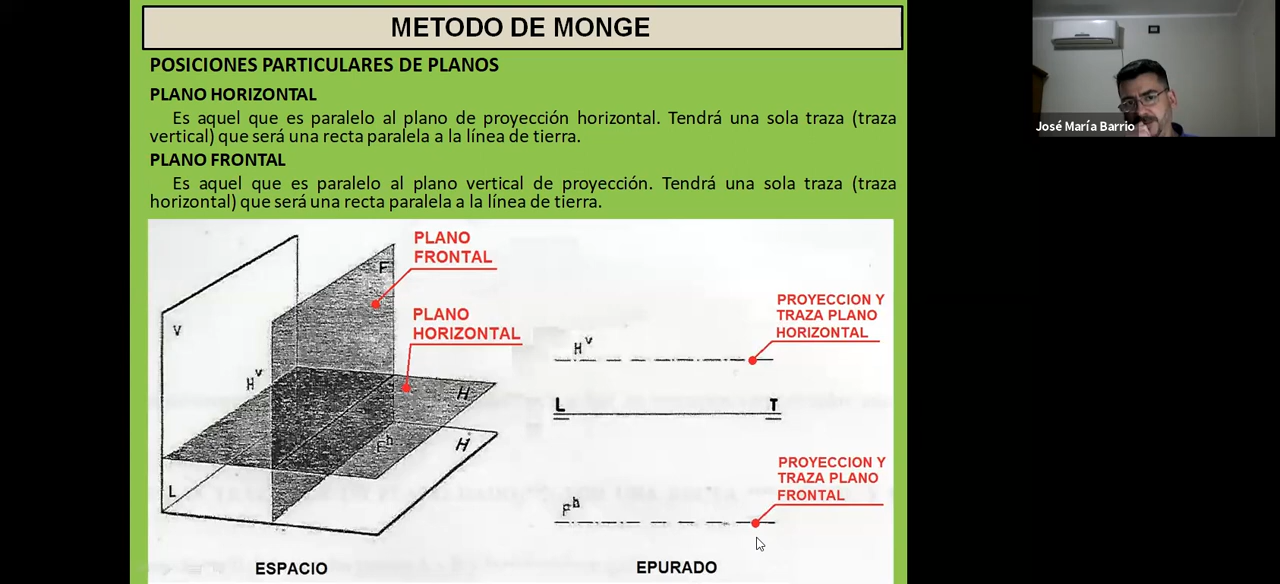 METODO DE MONGE
POSICIONES PARTICULARES DE PLANOS
PLANO HORIZONTAL
Es aquel que es paralelo al plano de proyección horizontal. Tendrá una sola traza (traza
vertical) que será una recta paralela a la línea de tierra.
PLANO FRONTAL
Es aquel que es paralelo al plano vertical de proyección. Tendrá una sola traza (traza
horizontal) que será una recta paralela a la línea de tierra.
PLANO
FRONTAL
F
PLANO
HORIZONTAL
V
H^v
H
F^h
H
L
ESPACIO
PROYECCION Y
TRAZA PLANO
HORIZONTAL
H^v
L T
PROYECCION Y
TRAZA PLANO
FRONTAL
F^h
EPURADO
José María Barrio